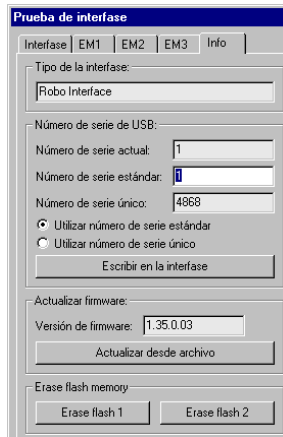 Prueba de interfase
Interfase EM1 EM2 EM3 Info
Tipo de la interfase:
Robo Interface
Número de serie de USB:
Número de serie actual: 1
Número de serie estándar: 1
Número de serie único: 4868
Utilizar número de serie estándar
Utilizar número de serie único
Escribir en la interfase
Actualizar firmware:
Versión de firmware: 1.35.0.03
Actualizar desde archivo
Erase flash memory
Erase flash 1 Erase flash 2